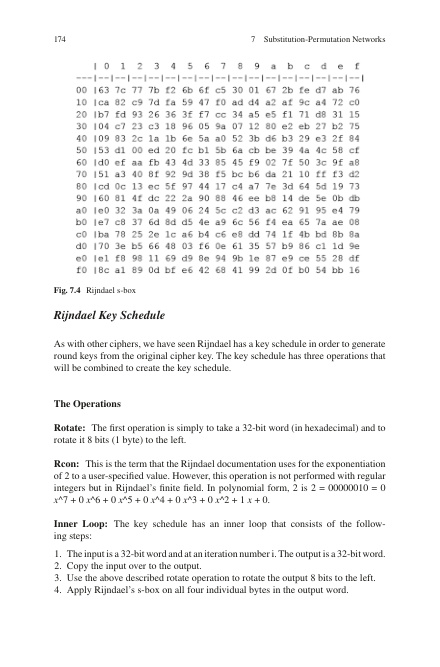 174
7 Substitution-Permutation Networks
| 0 1 2 3 4 5 6 7 8 9 a b c d e f
---|--|--|--|--|--|--|--|--|--|--|--|--|--|--|--|--|
00 |63 7c 77 7b f2 6b 6f c5 30 01 67 2b fe d7 ab 76
10 |ca 82 c9 7d fa 59 47 f0 ad d4 a2 af 9c a4 72 c0
20 |b7 fd 93 26 36 3f f7 cc 34 a5 e5 f1 71 d8 31 15
30 |04 c7 23 c3 18 96 05 9a 07 12 80 e2 eb 27 b2 75
40 |09 83 2c 1a 1b 6e 5a a0 52 3b d6 b3 29 e3 2f 84
50 |53 d1 00 ed 20 fc b1 5b 6a cb be 39 4a 4c 58 cf
60 |d0 ef aa fb 43 4d 33 85 45 f9 02 7f 50 3c 9f a8
70 |51 a3 40 8f 92 9d 38 f5 bc b6 da 21 10 ff f3 d2
80 |cd 0c 13 ec 5f 97 44 17 c4 a7 7e 3d 64 5d 19 73
90 |60 81 4f dc 22 2a 90 88 46 ee b8 14 de 5e 0b db
a0 |e0 32 3a 0a 49 06 24 5c c2 d3 ac 62 91 95 e4 79
b0 |e7 c8 37 6d 8d d5 4e a9 6c 56 f4 ea 65 7a ae 08
c0 |ba 78 25 2e 1c a6 b4 c6 e8 dd 74 1f 4b bd 8b 8a
d0 |70 3e b5 66 48 03 f6 0e 61 35 57 b9 86 c1 1d 9e
e0 |e1 f8 98 11 69 d9 8e 94 9b 1e 87 e9 ce 55 28 df
f0 |8c a1 89 0d bf e6 42 68 41 99 2d 0f b0 54 bb 16
Fig. 7.4 Rijndael s-box
Rijndael Key Schedule
As with other ciphers, we have seen Rijndael has a key schedule in order to generate
round keys from the original cipher key. The key schedule has three operations that
will be combined to create the key schedule.
The Operations
Rotate: The first operation is simply to take a 32-bit word (in hexadecimal) and to
rotate it 8 bits (1 byte) to the left.
Rcon: This is the term that the Rijndael documentation uses for the exponentiation
of 2 to a user-specified value. However, this operation is not performed with regular
integers but in Rijndael's finite field. In polynomial form, 2 is 2 = 00000010 = 0
x^7 + 0 x^6 + 0 x^5 + 0 x^4 + 0 x^3 + 0 x^2 + 1 x + 0.
Inner Loop: The key schedule has an inner loop that consists of the follow-
ing steps:
1. The input is a 32-bit word and at an iteration number i. The output is a 32-bit word.
2. Copy the input over to the output.
3. Use the above described rotate operation to rotate the output 8 bits to the left.
4. Apply Rijndael's s-box on all four individual bytes in the output word.